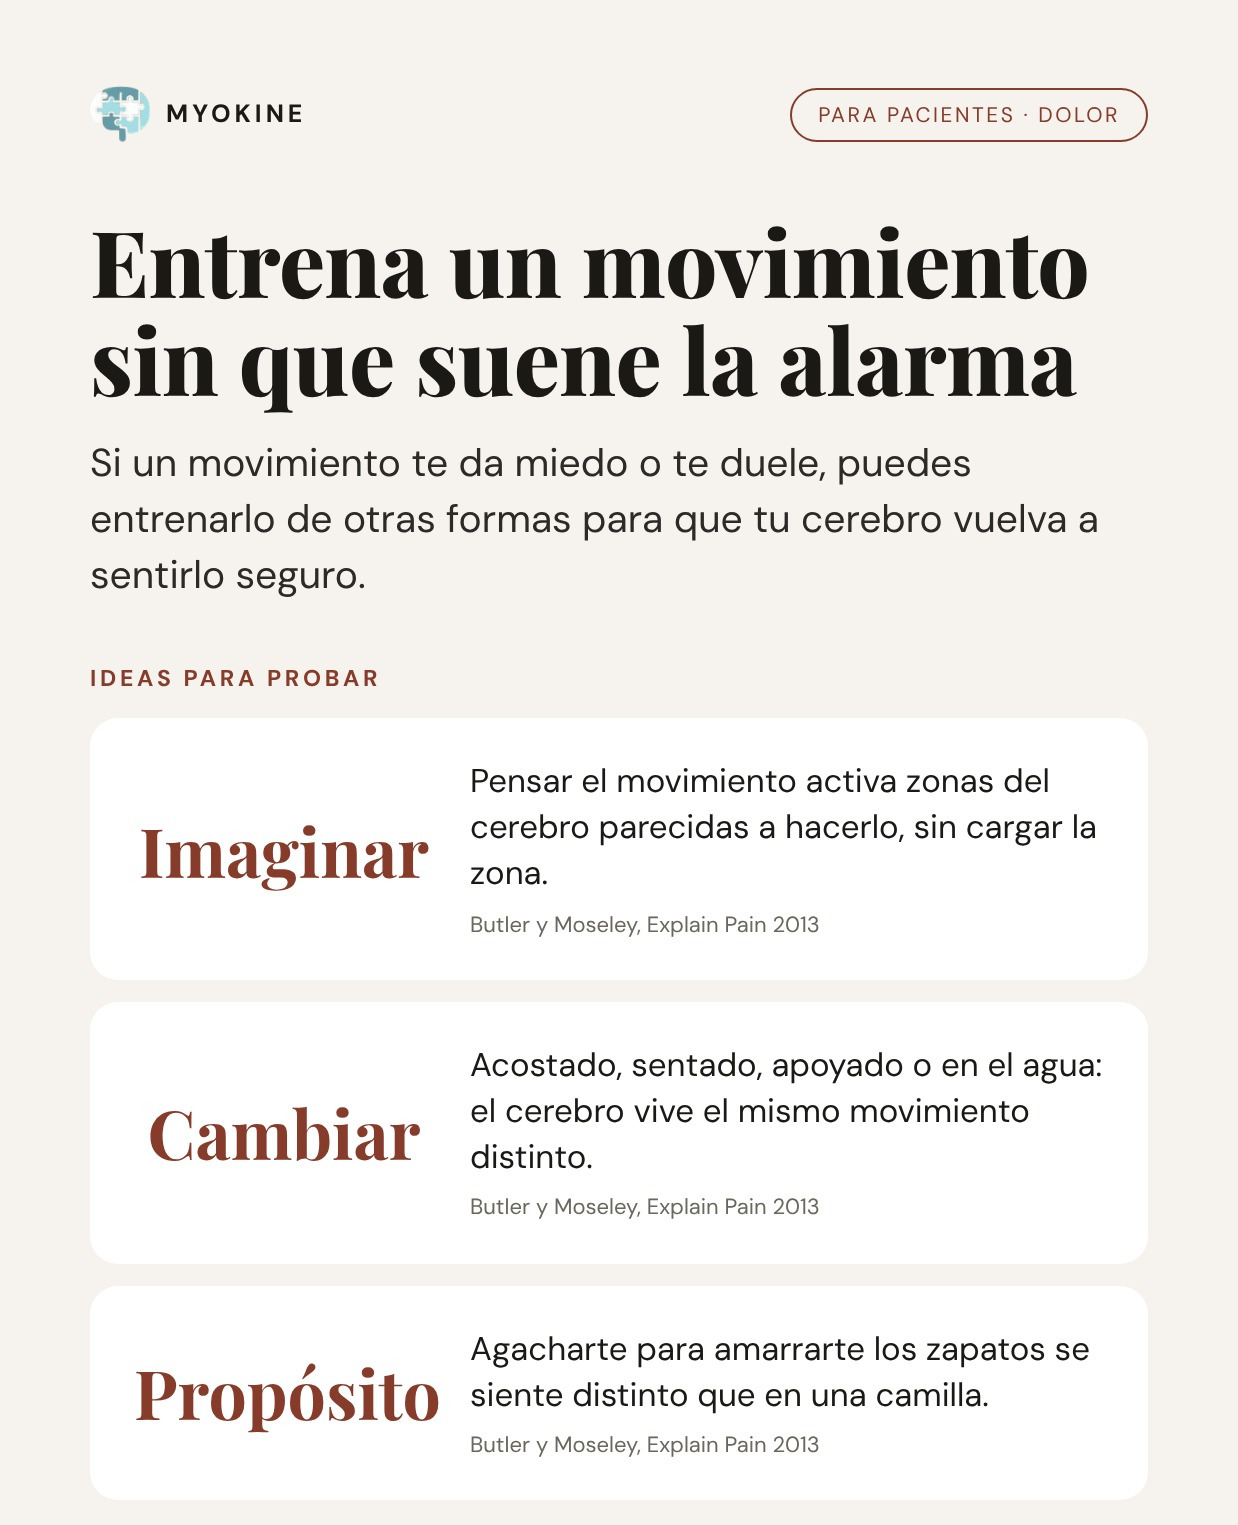 MYOKINE
PARA PACIENTES · DOLOR
Entrena un movimiento
sin que suene la alarma
Si un movimiento te da miedo o te duele, puedes
entrenarlo de otras formas para que tu cerebro vuelva a
sentirlo seguro.
IDEAS PARA PROBAR
Imaginar
Pensar el movimiento activa zonas del
cerebro parecidas a hacerlo, sin cargar la
zona.
Butler y Moseley, Explain Pain 2013
Cambiar
Acostado, sentado, apoyado o en el agua:
el cerebro vive el mismo movimiento
distinto.
Butler y Moseley, Explain Pain 2013
Propósito
Agacharte para amarrarte los zapatos se
siente distinto que en una camilla.
Butler y Moseley, Explain Pain 2013